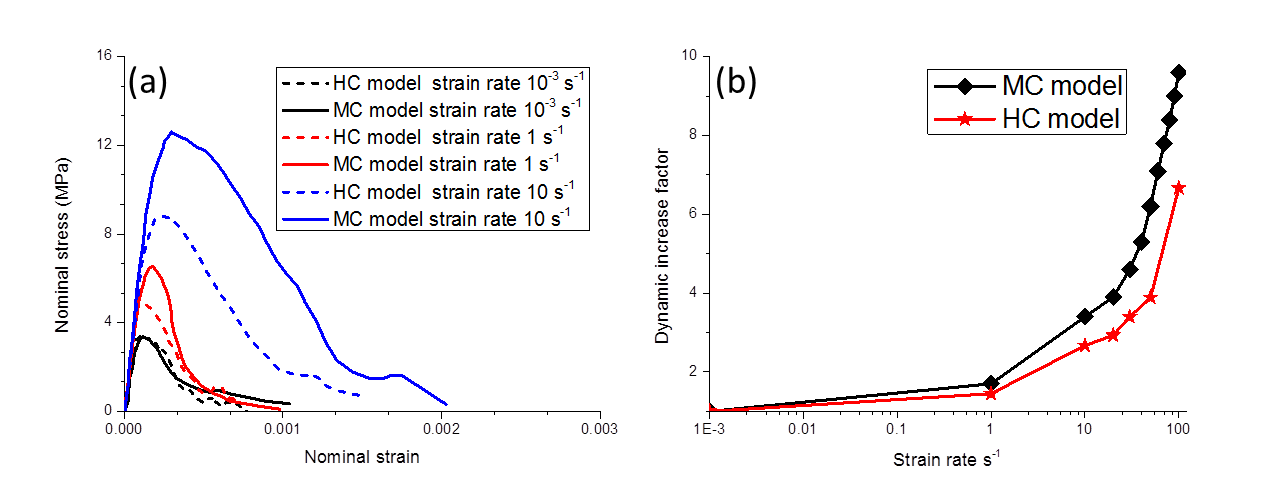 (a)
16
12
8
4
0
Nominal stress (MPa)
HC model strain rate 10⁻³ s⁻¹
MC model strain rate 10⁻³ s⁻¹
HC model strain rate 1 s⁻¹
MC model strain rate 1 s⁻¹
HC model strain rate 10 s⁻¹
MC model strain rate 10 s⁻¹
0.000 0.001 0.002 0.003
Nominal strain
(b)
10
8
6
4
2
Dynamic increase factor
MC model
HC model
1E-3 0.01 0.1 1 10 100
Strain rate s⁻¹